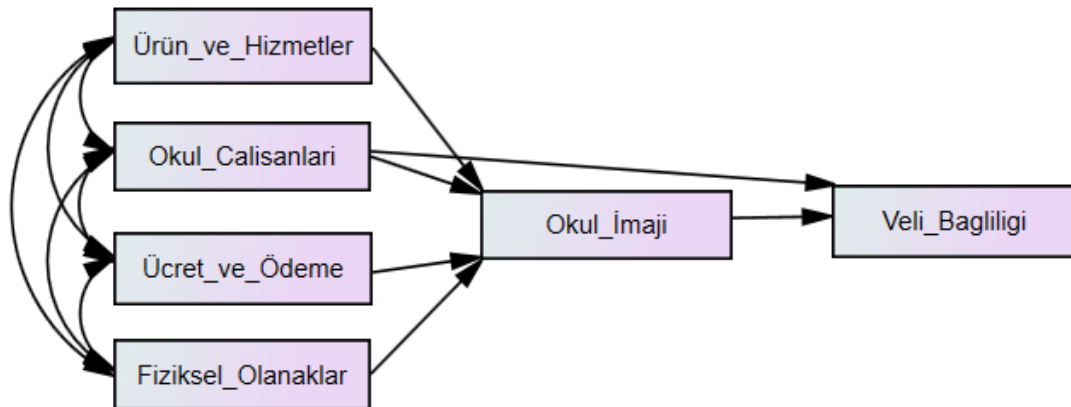 Ürün_ve_Hizmetler
Okul_Calisanlari
Okul_İmaji
Veli_Bagliligi
Ücret_ve_Ödeme
Fiziksel_Olanaklar